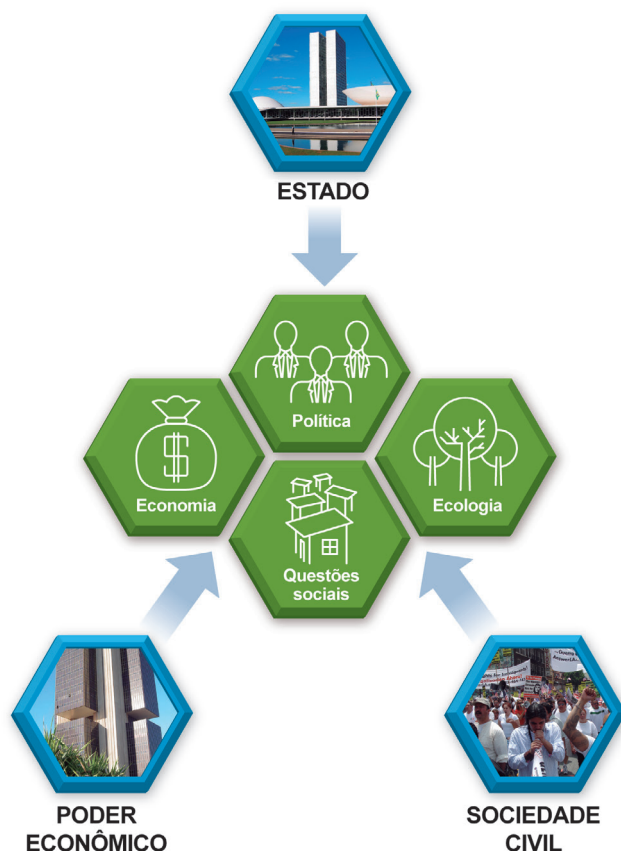 ESTADO
Política
Economia
Ecologia
Questões
sociais
PODER
ECONÔMICO
SOCIEDADE
CIVIL